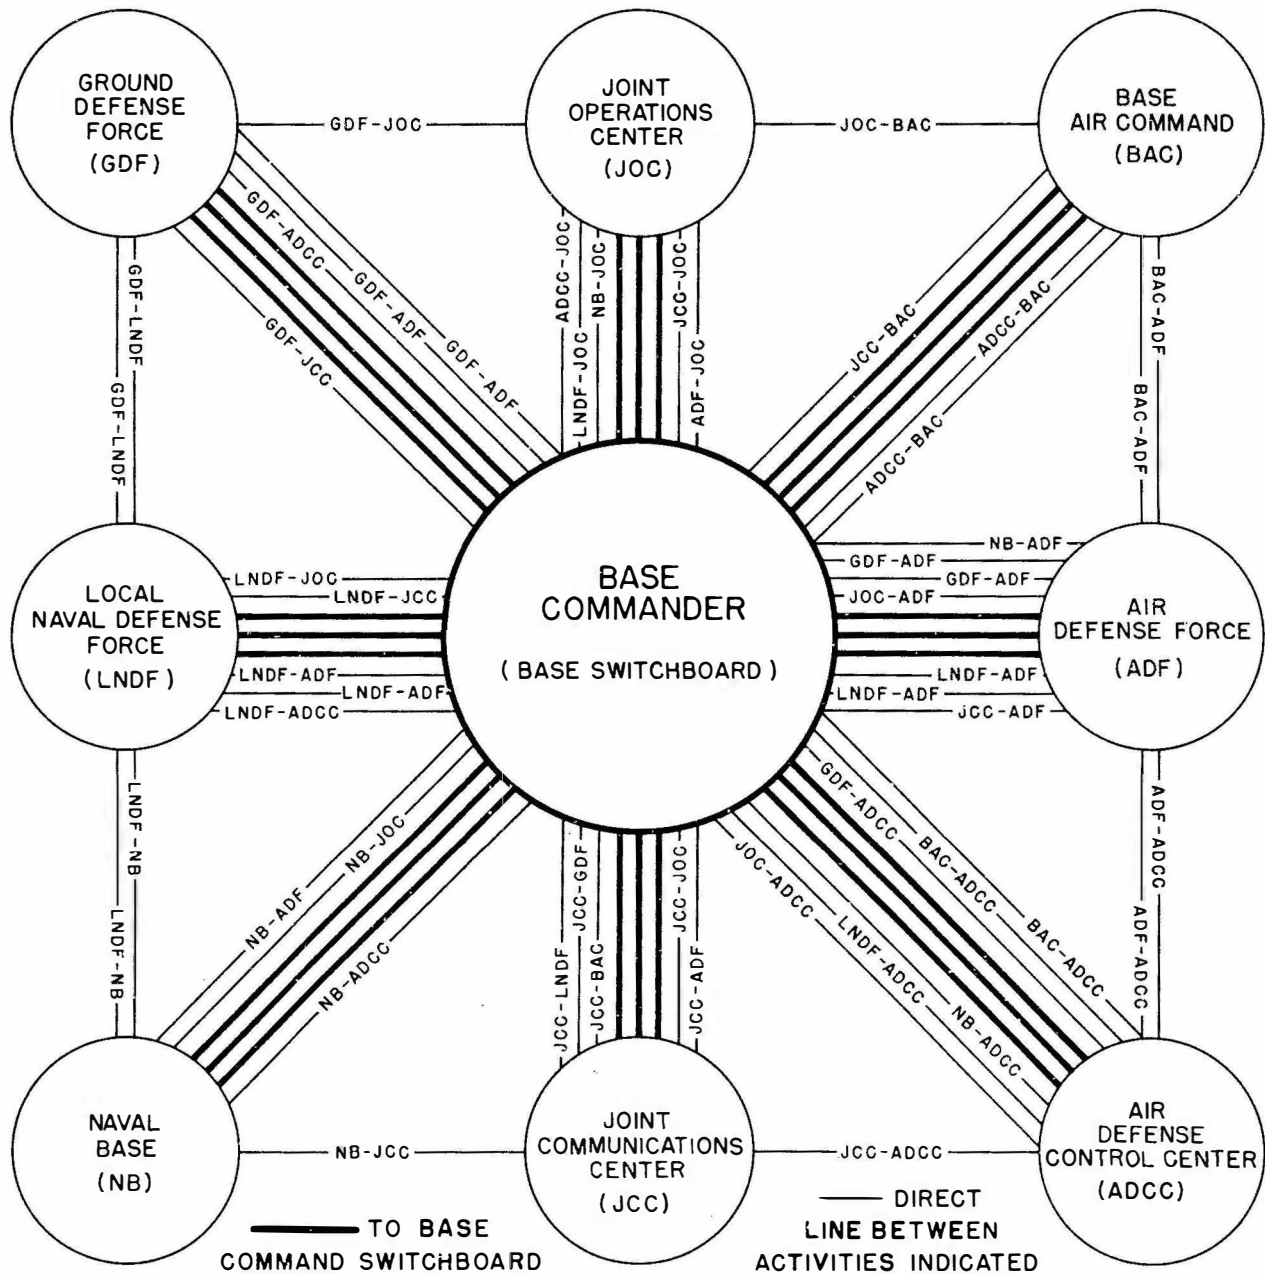 GROUND
DEFENSE
FORCE
(GDF)
GDF-JOC
JOINT
OPERATIONS
CENTER
(JOC)
JOC-BAC
BASE
AIR COMMAND
(BAC)
GDF-ADCC
GDF-ADF
GDF-ADF
GDF-JCC
ADCC-JOC
LNDF-JOC
NB-JOC
JCC-JOC
ADF-JOC
JCC-BAC
ADCC-BAC
ADCC-BAC
GDF-LNDF
GDF-LNDF
BAC-ADF
BAC-ADF
LOCAL
NAVAL DEFENSE
FORCE
(LNDF)
LNDF-JOC
LNDF-JCC
LNDF-ADF
LNDF-ADF
LNDF-ADCC
BASE
COMMANDER
(BASE SWITCHBOARD)
NB-ADF
GDF-ADF
GDF-ADF
JOC-ADF
LNDF-ADF
LNDF-ADF
JCC-ADF
AIR
DEFENSE FORCE
(ADF)
LNDF-NB
LNDF-NB
NB-ADF
NB-JOC
NB-ADCC
JCC-LNDF
JCC-GDF
JCC-BAC
JCC-JOC
JCC-ADF
GDF-ADCC
BAC-ADCC
BAC-ADCC
JOC-ADCC
LNDF-ADCC
NB-ADCC
ADF-ADCC
ADF-ADCC
NAVAL
BASE
(NB)
NB-JCC
JOINT
COMMUNICATIONS
CENTER
(JCC)
JCC-ADCC
AIR
DEFENSE
CONTROL CENTER
(ADCC)
TO BASE
COMMAND SWITCHBOARD
DIRECT
LINE BETWEEN
ACTIVITIES INDICATED